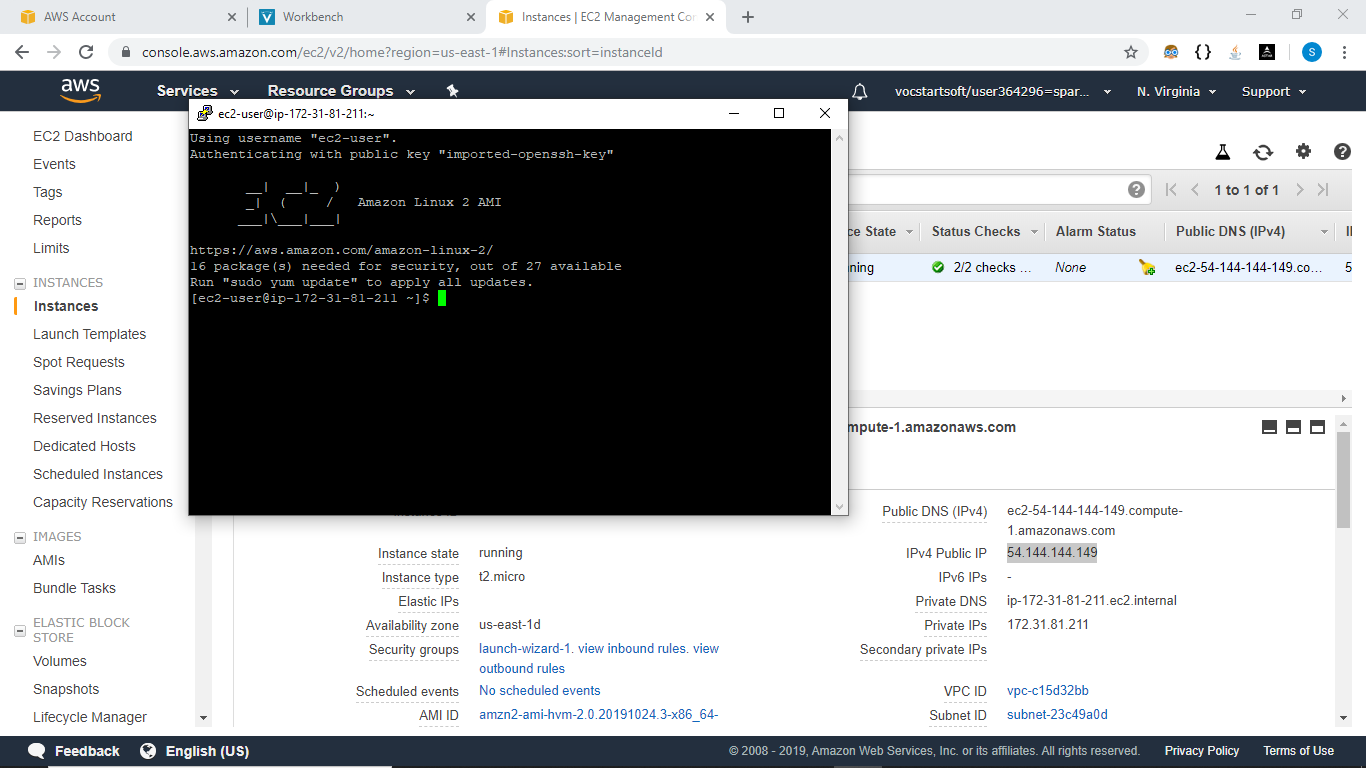 AWS Account
Workbench
Instances | EC2 Management Con
console.aws.amazon.com/ec2/v2/home?region=us-east-1#Instances:sort=instanceId
S
aws
Services
Resource Groups
vocstartsoft/user364296=spar...
N. Virginia
Support
ec2-user@ip-172-31-81-211:~
Using username "ec2-user".
Authenticating with public key "imported-openssh-key"
__|  __|_  )
_|  (     /   Amazon Linux 2 AMI
___|\___|___|
https://aws.amazon.com/amazon-linux-2/
16 package(s) needed for security, out of 27 available
Run "sudo yum update" to apply all updates.
[ec2-user@ip-172-31-81-211 ~]$
EC2 Dashboard
Events
Tags
Reports
Limits
INSTANCES
Instances
Launch Templates
Spot Requests
Savings Plans
Reserved Instances
Dedicated Hosts
Scheduled Instances
Capacity Reservations
IMAGES
AMIs
Bundle Tasks
ELASTIC BLOCK
STORE
Volumes
Snapshots
Lifecycle Manager
1 to 1 of 1
ce State
Status Checks
Alarm Status
Public DNS (IPv4)
ning
2/2 checks ...
None
ec2-54-144-144-149.co...
5
mpute-1.amazonaws.com
Public DNS (IPv4)
ec2-54-144-144-149.compute-
1.amazonaws.com
Instance state
running
IPv4 Public IP
54.144.144.149
Instance type
t2.micro
IPv6 IPs
-
Elastic IPs
Private DNS
ip-172-31-81-211.ec2.internal
Availability zone
us-east-1d
Private IPs
172.31.81.211
Security groups
launch-wizard-1. view inbound rules. view
outbound rules
Secondary private IPs
Scheduled events
No scheduled events
VPC ID
vpc-c15d32bb
AMI ID
amzn2-ami-hvm-2.0.20191024.3-x86_64-
Subnet ID
subnet-23c49a0d
Feedback
English (US)
© 2008 - 2019, Amazon Web Services, Inc. or its affiliates. All rights reserved.
Privacy Policy
Terms of Use